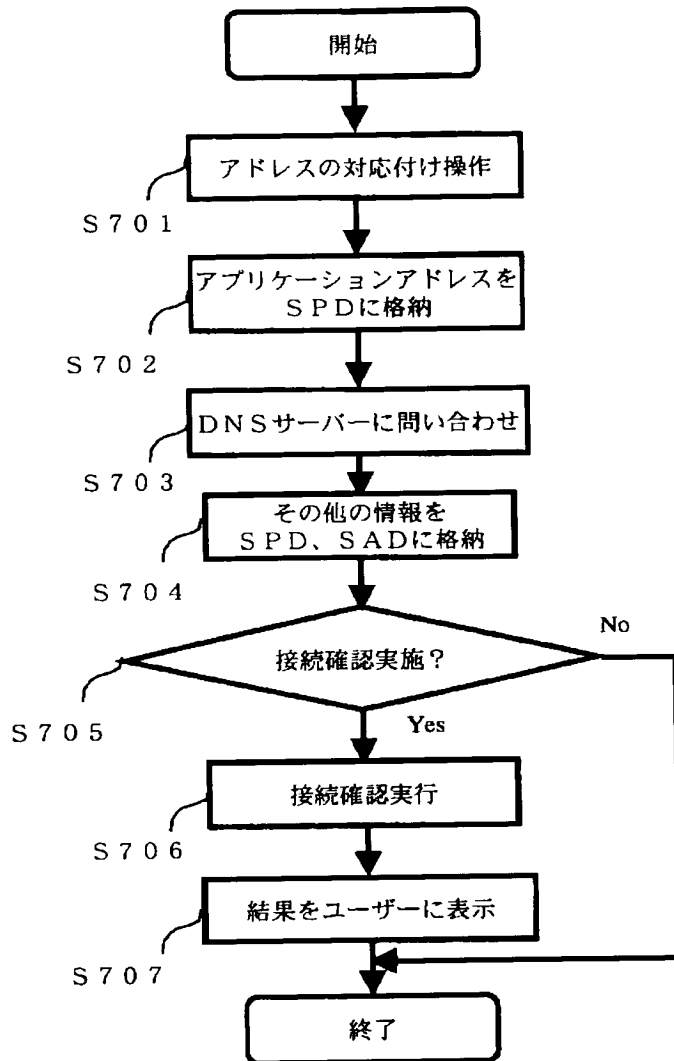 開始
アドレスの対応付け操作
S701
アプリケーションアドレスを
SPDに格納
S702
DNSサーバーに問い合わせ
S703
その他の情報を
SPD、SADに格納
S704
接続確認実施?
No
S705
Yes
接続確認実行
S706
結果をユーザーに表示
S707
終了